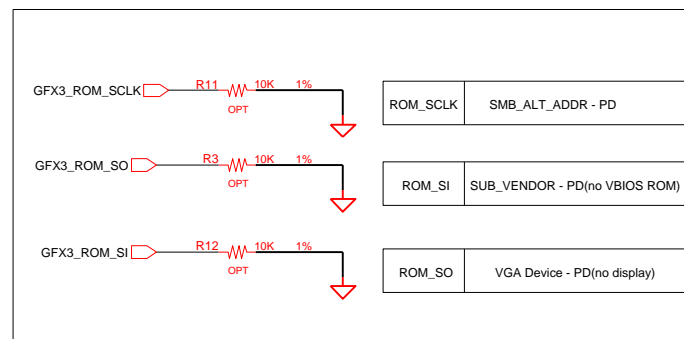 GFX3_ROM_SCLK R11 10K 1%
OPT
ROM_SCLK SMB_ALT_ADDR - PD
GFX3_ROM_SO R3 10K 1%
OPT
ROM_SI SUB_VENDOR - PD(no VBIOS ROM)
GFX3_ROM_SI R12 10K 1%
OPT
ROM_SO VGA Device - PD(no display)